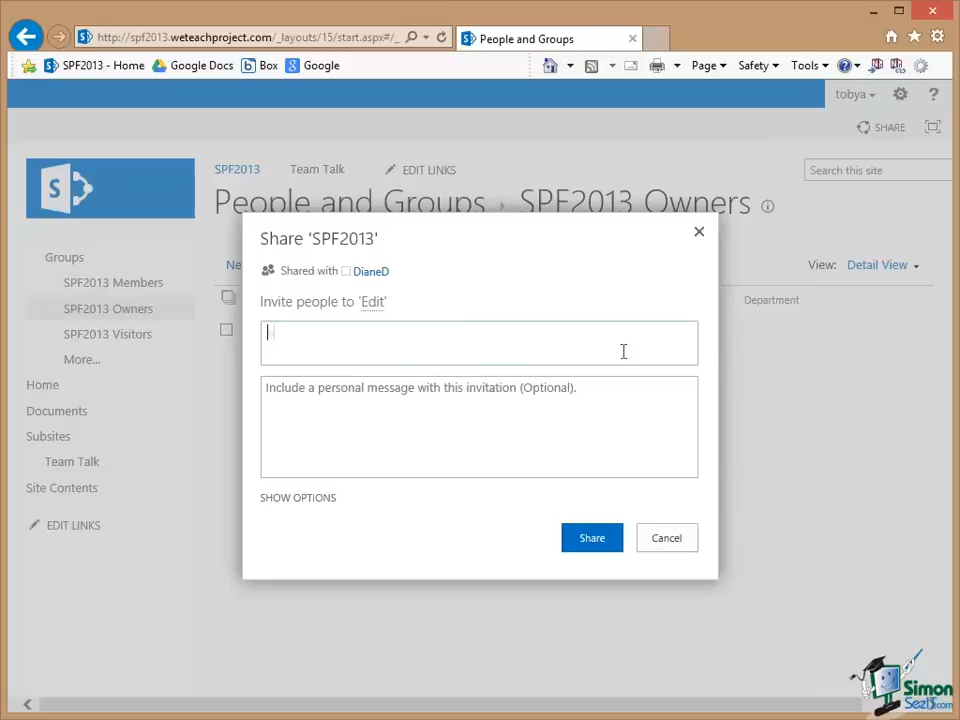 http://spf2013.weteachproject.com/_layouts/15/start.aspx#/_
People and Groups
SPF2013 - Home
Google Docs
Box
Google
Page
Safety
Tools
tobya
SHARE
SPF2013
Team Talk
EDIT LINKS
Search this site
People and Groups › SPF2013 Owners
Groups
SPF2013 Members
SPF2013 Owners
SPF2013 Visitors
More...
Home
Documents
Subsites
Team Talk
Site Contents
EDIT LINKS
Ne
View: Detail View
Department
Share 'SPF2013'
Shared with DianeD
Invite people to 'Edit'
Include a personal message with this invitation (Optional).
SHOW OPTIONS
Share
Cancel
Simon
SezIT.com